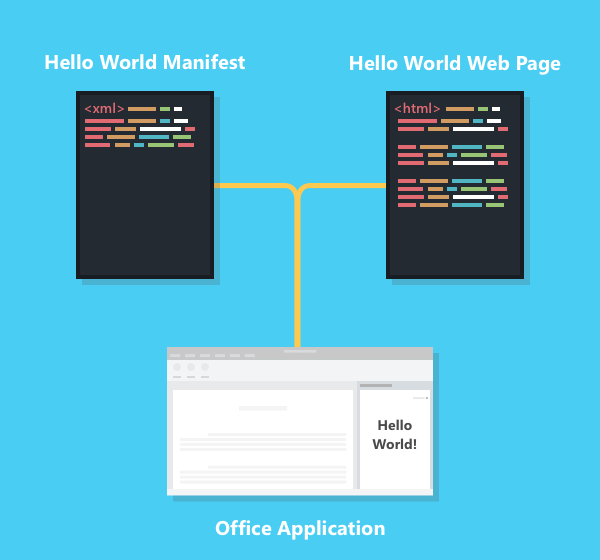 Hello World Manifest
Hello World Web Page
<xml>
<html>
Hello
World!
Office Application